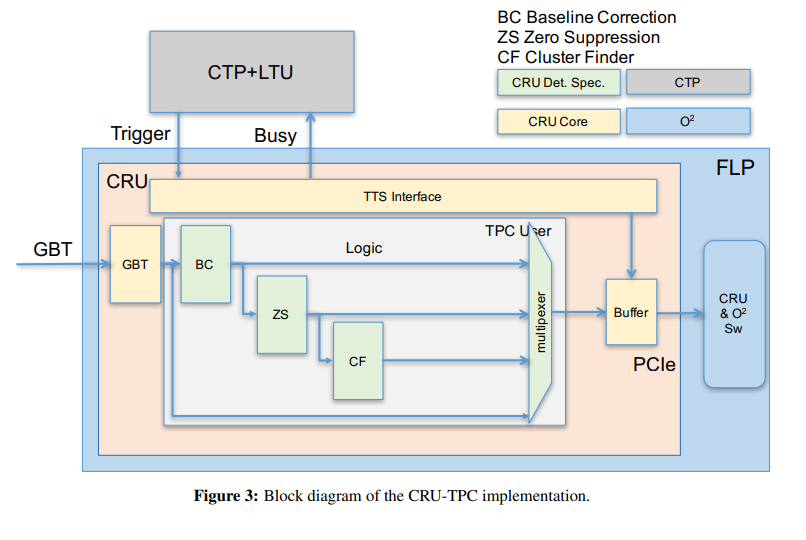 BC Baseline Correction
ZS Zero Suppression
CF Cluster Finder
CRU Det. Spec.
CTP
CRU Core
O²
CTP+LTU
Trigger
Busy
FLP
CRU
TTS Interface
TPC User
Logic
GBT
GBT
BC
ZS
CF
multipexer
Buffer
PCIe
CRU
& O²
Sw
Figure 3: Block diagram of the CRU-TPC implementation.